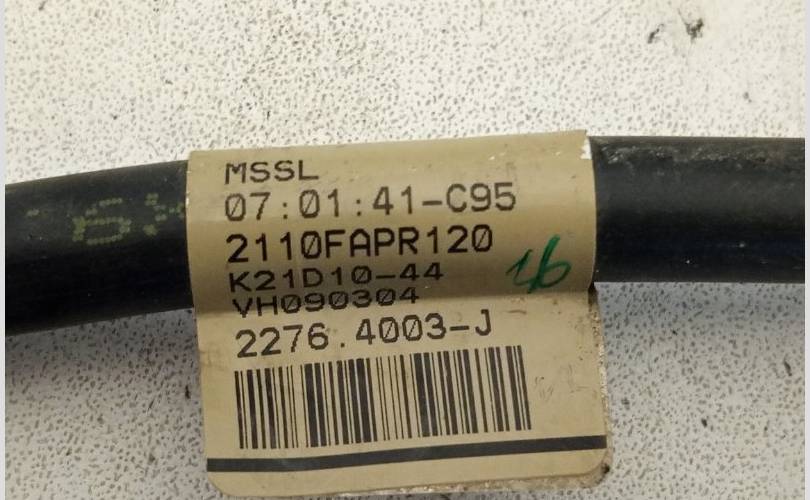 MSSL
07:01:41-C95
2110FAPR120
K21D10-44
VH090304
2276.4003-J